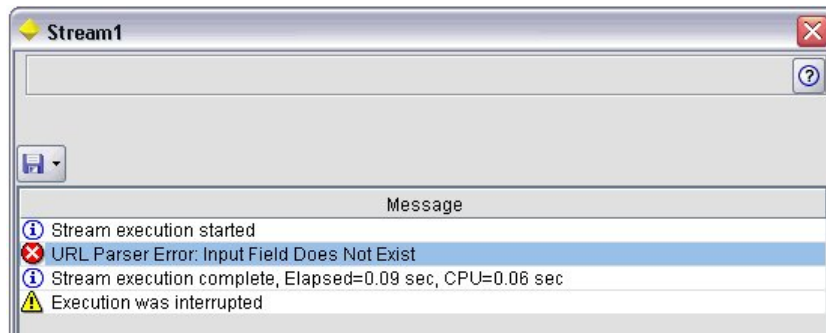 Stream1
Message
Stream execution started
URL Parser Error: Input Field Does Not Exist
Stream execution complete, Elapsed=0.09 sec, CPU=0.06 sec
Execution was interrupted